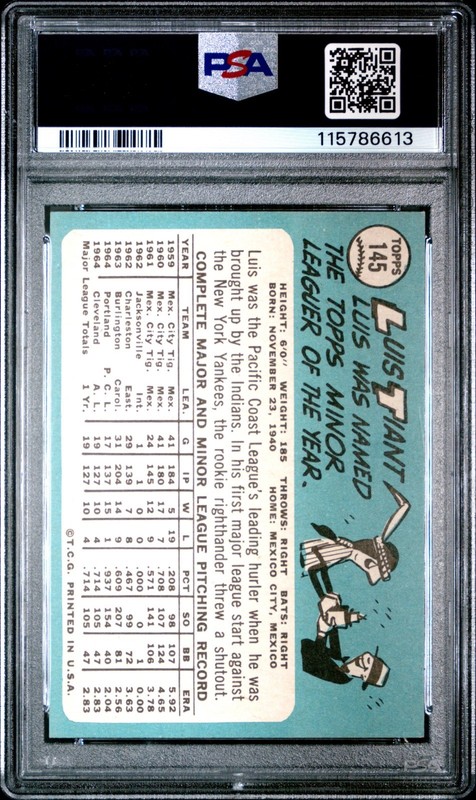 PSA
115786613
TOPPS
145
LUIS TIANT
LUIS WAS NAMED
THE TOPPS MINOR
LEAGUER OF THE YEAR.
HEIGHT: 6'0" WEIGHT: 185 THROWS: RIGHT BATS: RIGHT
BORN: NOVEMBER 23, 1940 HOME: MEXICO CITY, MEXICO
Luis was the Pacific Coast League's leading hurler when he was
brought up by the Indians. In his first major league start against
the New York Yankees, the rookie righthander threw a shutout.
COMPLETE MAJOR AND MINOR LEAGUE PITCHING RECORD
YEAR TEAM LEA. G IP W L PCT SO BB ERA
1959 Mex. City Tig. Mex. 41 184 5 19 .208 98 107 5.92
1960 Mex. City Tig. Mex. 41 180 17 7 .708 107 124 4.65
1961 Mex. City Tig. Mex. 24 145 12 9 .571 141 106 3.78
1962 Jacksonville Int. 1 1 0 0 .000 0 1 0.00
1962 Charleston East. 29 139 7 8 .467 99 72 3.63
1963 Burlington Carol. 31 204 14 9 .609 207 81 2.56
1964 Portland P. C. L. 17 137 15 1 .937 154 40 2.04
1964 Cleveland A. L. 19 127 10 4 .714 105 47 2.83
Major League Totals 1 Yr. 19 127 10 4 .714 105 47 2.83
©T.C.G. PRINTED IN U.S.A.
PSA